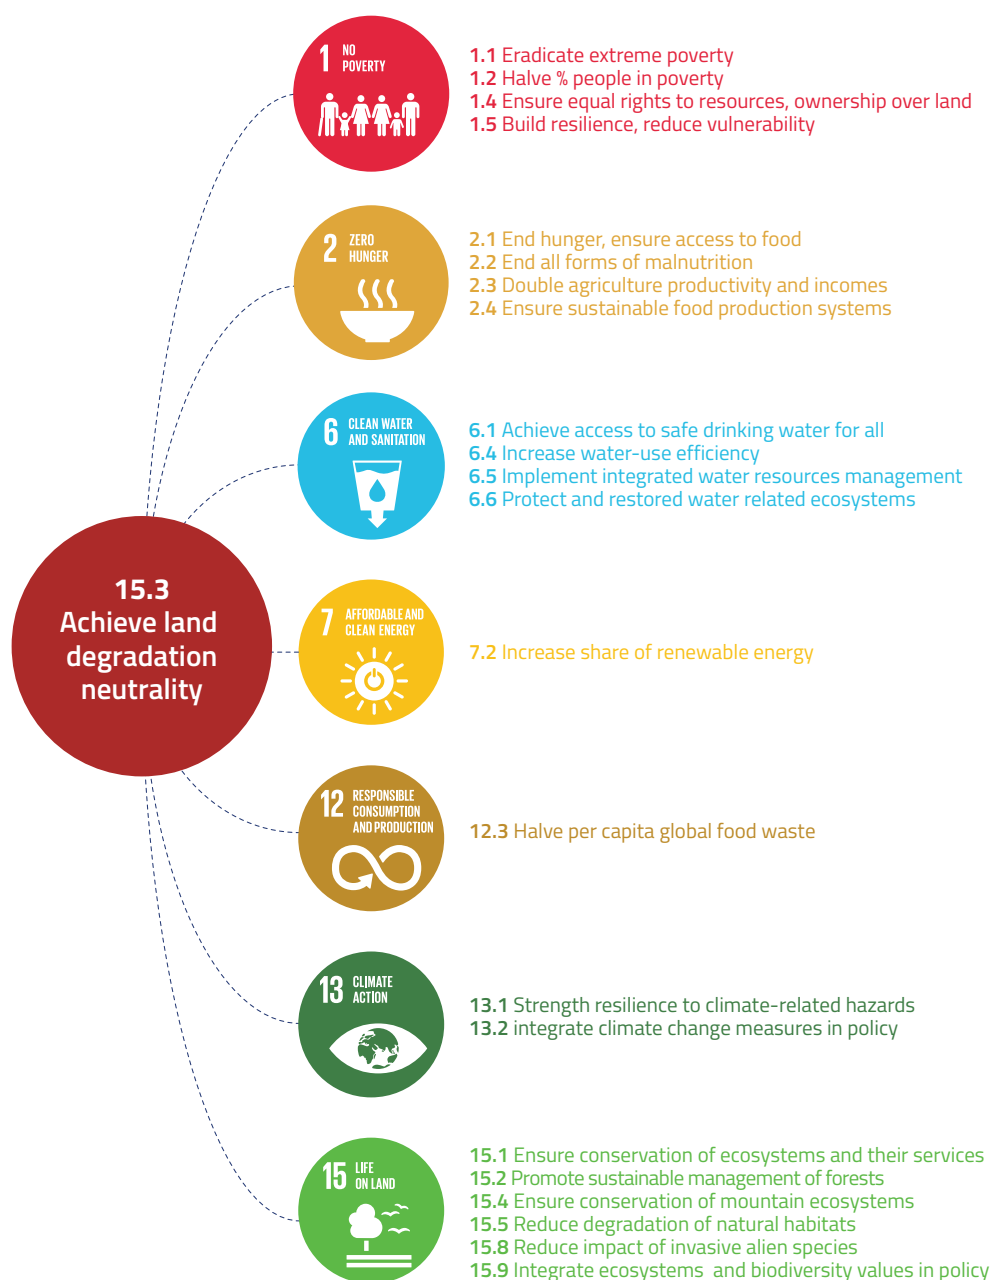 1 NO
POVERTY
1.1 Eradicate extreme poverty
1.2 Halve % people in poverty
1.4 Ensure equal rights to resources, ownership over land
1.5 Build resilience, reduce vulnerability
2 ZERO
HUNGER
2.1 End hunger, ensure access to food
2.2 End all forms of malnutrition
2.3 Double agriculture productivity and incomes
2.4 Ensure sustainable food production systems
6 CLEAN WATER
AND SANITATION
6.1 Achieve access to safe drinking water for all
6.4 Increase water-use efficiency
6.5 Implement integrated water resources management
6.6 Protect and restored water related ecosystems
15.3
Achieve land
degradation
neutrality
7 AFFORDABLE AND
CLEAN ENERGY
7.2 Increase share of renewable energy
12 RESPONSIBLE
CONSUMPTION
AND PRODUCTION
12.3 Halve per capita global food waste
13 CLIMATE
ACTION
13.1 Strength resilience to climate-related hazards
13.2 integrate climate change measures in policy
15 LIFE
ON LAND
15.1 Ensure conservation of ecosystems and their services
15.2 Promote sustainable management of forests
15.4 Ensure conservation of mountain ecosystems
15.5 Reduce degradation of natural habitats
15.8 Reduce impact of invasive alien species
15.9 Integrate ecosystems and biodiversity values in policy